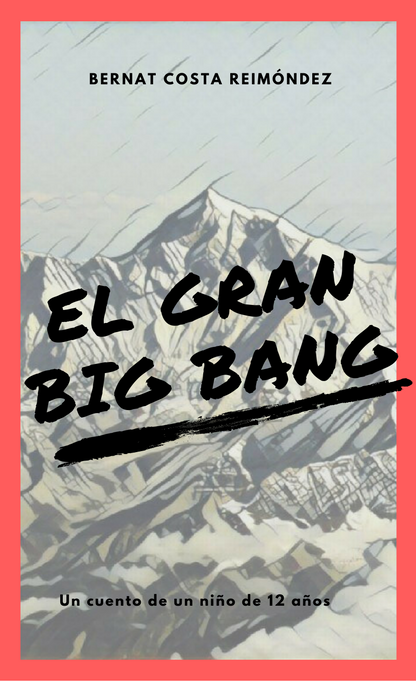 BERNAT COSTA REIMÓNDEZ
EL GRAN
BIG BANG
Un cuento de un niño de 12 años